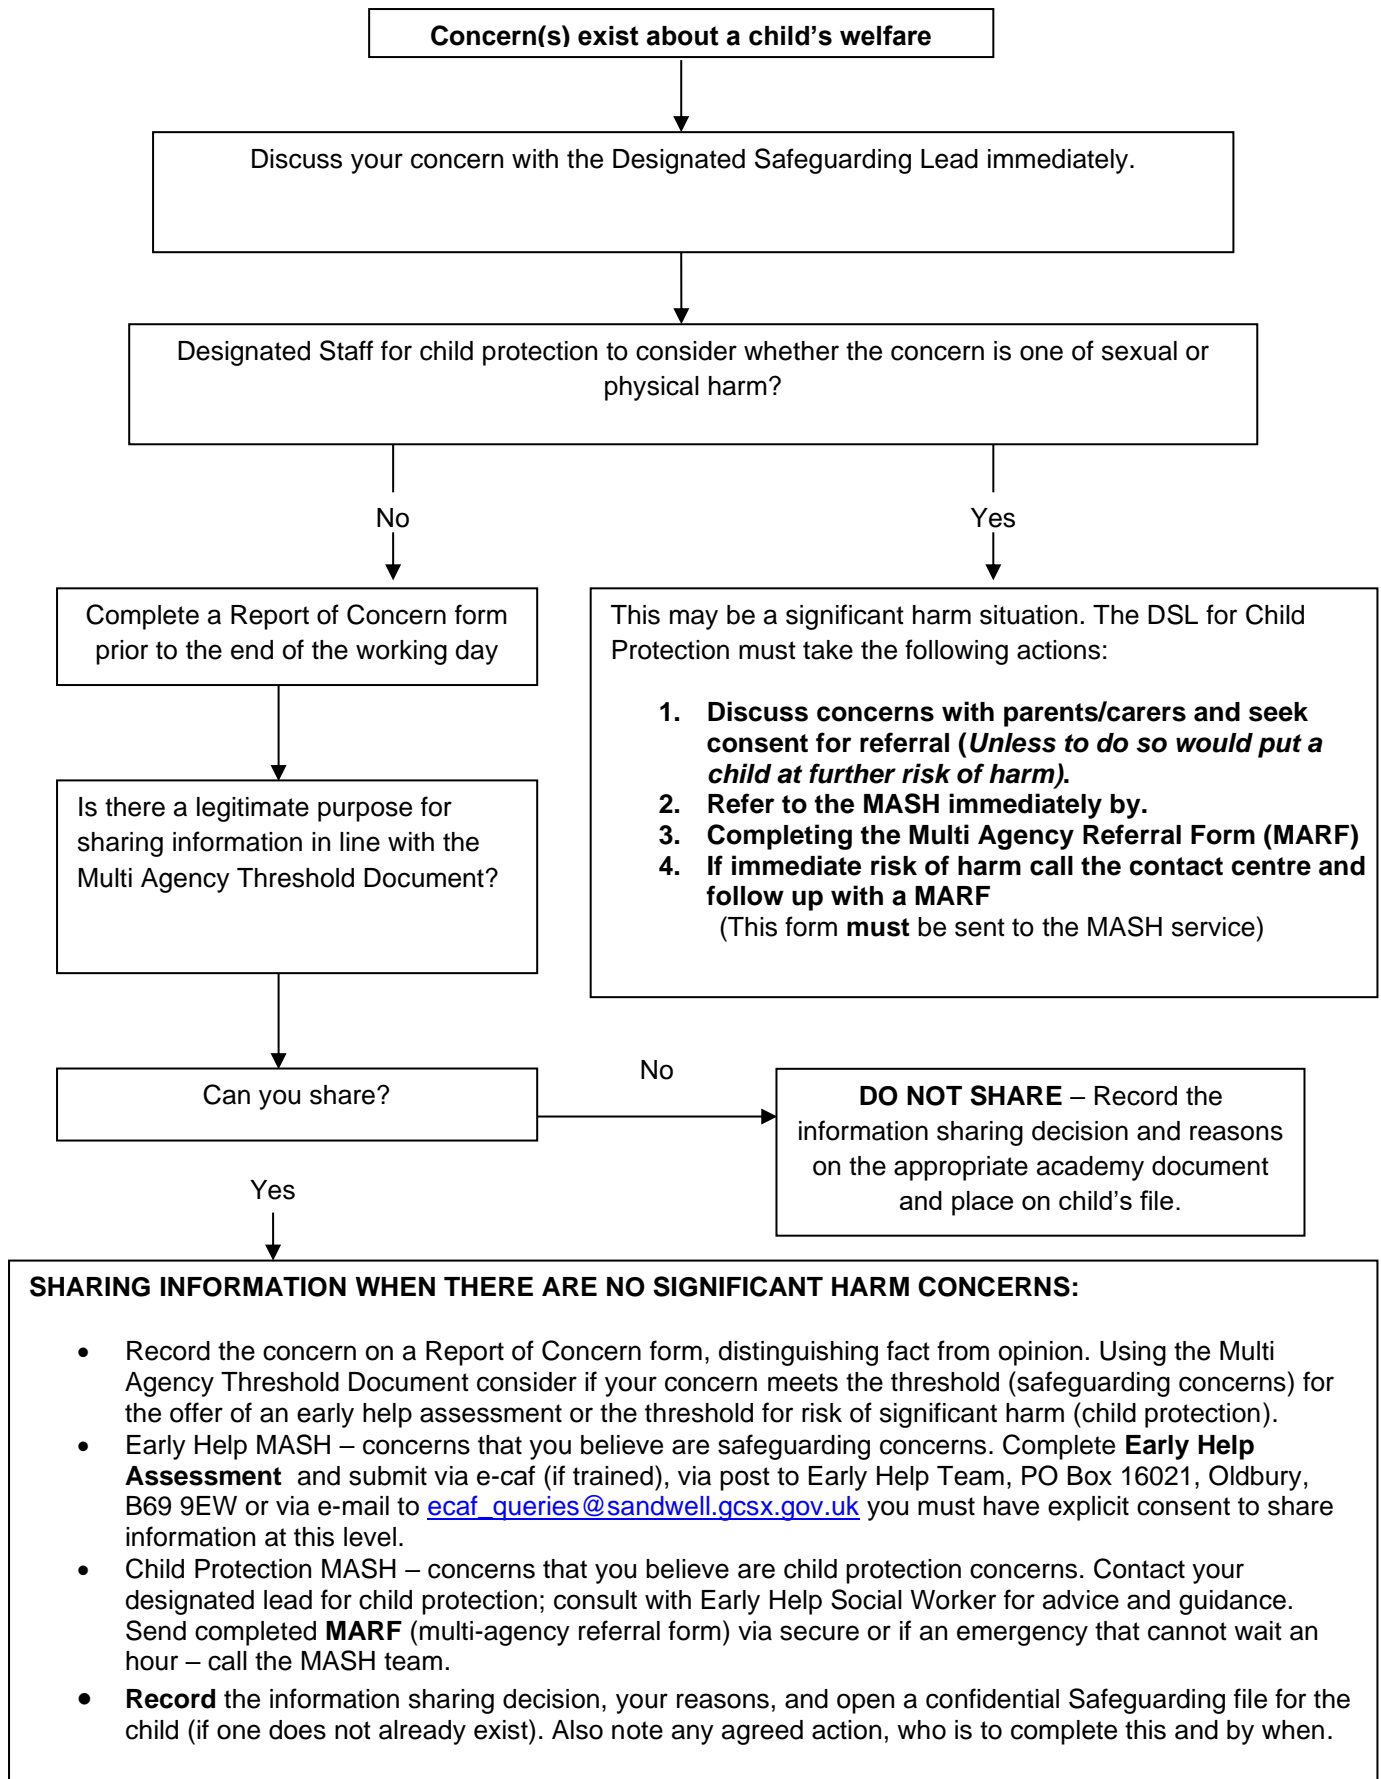 Concern(s) exist about a child’s welfare
Discuss your concern with the Designated Safeguarding Lead immediately.
Designated Staff for child protection to consider whether the concern is one of sexual or
physical harm?
No
Yes
Complete a Report of Concern form
prior to the end of the working day
This may be a significant harm situation. The DSL for Child
Protection must take the following actions:
1. Discuss concerns with parents/carers and seek
consent for referral (Unless to do so would put a
child at further risk of harm).
2. Refer to the MASH immediately by.
3. Completing the Multi Agency Referral Form (MARF)
4. If immediate risk of harm call the contact centre and
follow up with a MARF
(This form must be sent to the MASH service)
Is there a legitimate purpose for
sharing information in line with the
Multi Agency Threshold Document?
Can you share?
No
DO NOT SHARE – Record the
information sharing decision and reasons
on the appropriate academy document
and place on child’s file.
Yes
SHARING INFORMATION WHEN THERE ARE NO SIGNIFICANT HARM CONCERNS:
• Record the concern on a Report of Concern form, distinguishing fact from opinion. Using the Multi
Agency Threshold Document consider if your concern meets the threshold (safeguarding concerns) for
the offer of an early help assessment or the threshold for risk of significant harm (child protection).
• Early Help MASH – concerns that you believe are safeguarding concerns. Complete Early Help
Assessment and submit via e-caf (if trained), via post to Early Help Team, PO Box 16021, Oldbury,
B69 9EW or via e-mail to ecaf_queries@sandwell.gcsx.gov.uk you must have explicit consent to share
information at this level.
• Child Protection MASH – concerns that you believe are child protection concerns. Contact your
designated lead for child protection; consult with Early Help Social Worker for advice and guidance.
Send completed MARF (multi-agency referral form) via secure or if an emergency that cannot wait an
hour – call the MASH team.
• Record the information sharing decision, your reasons, and open a confidential Safeguarding file for the
child (if one does not already exist). Also note any agreed action, who is to complete this and by when.